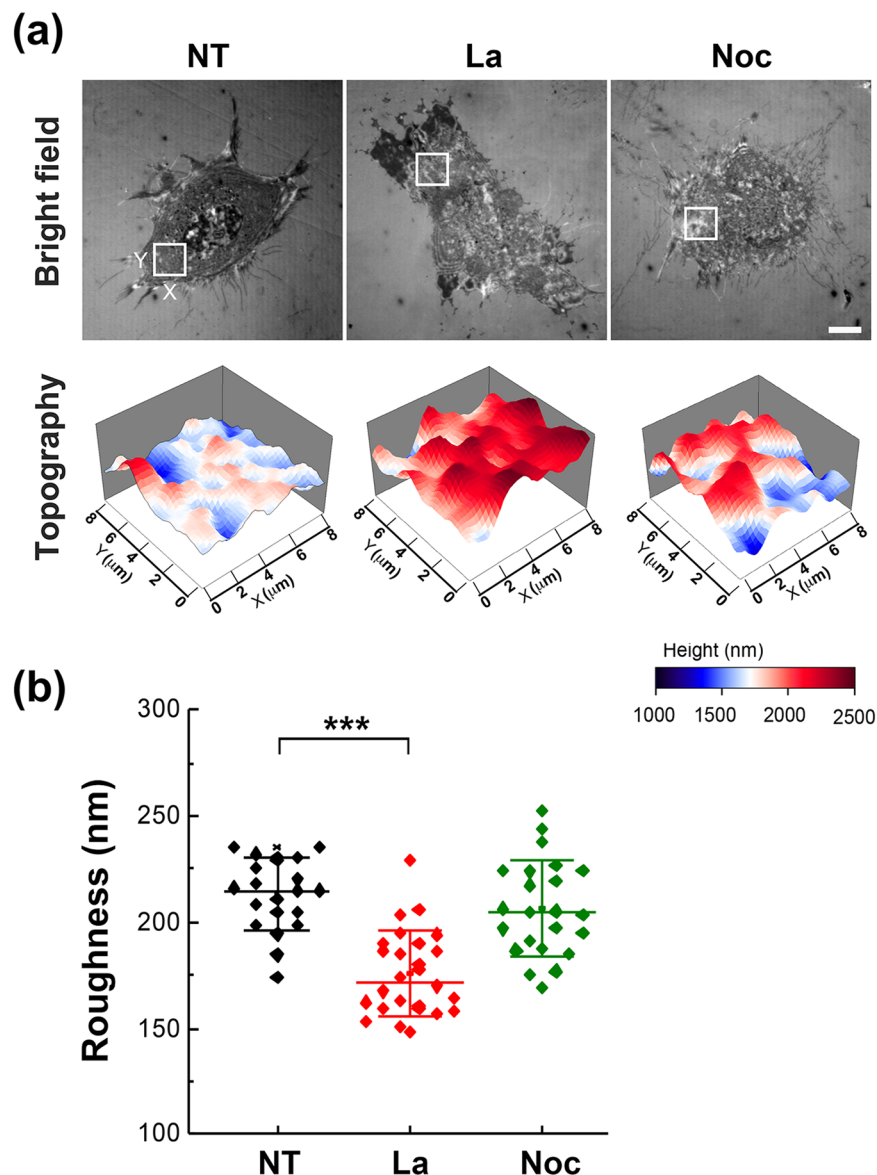 (a)
NT La Noc
Bright field
Y
X
Topography
8 6 4 2 0
Y(μm)
0 2 4 6 8
X(μm)
8 6 4 2 0
Y(μm)
0 2 4 6 8
X(μm)
8 6 4 2 0
Y(μm)
0 2 4 6 8
X(μm)
Height (nm)
1000 1500 2000 2500
(b)
Roughness (nm)
300
250
200
150
100
***
NT La Noc